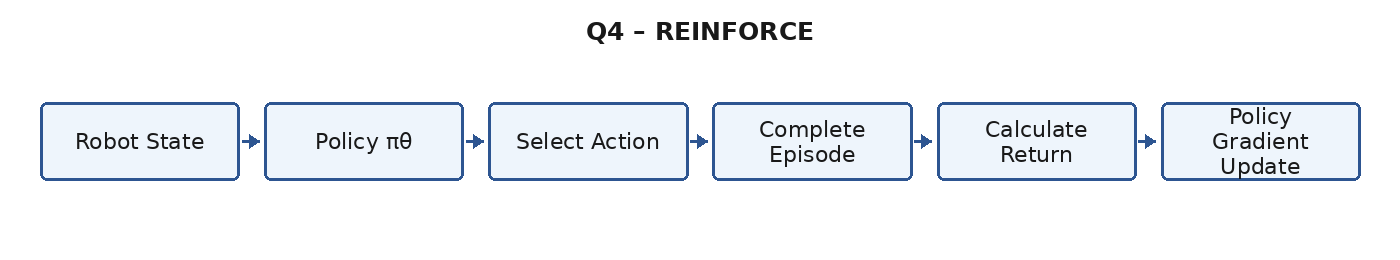 Q4 – REINFORCE
Robot State
Policy πθ
Select Action
Complete
Episode
Calculate
Return
Policy
Gradient
Update